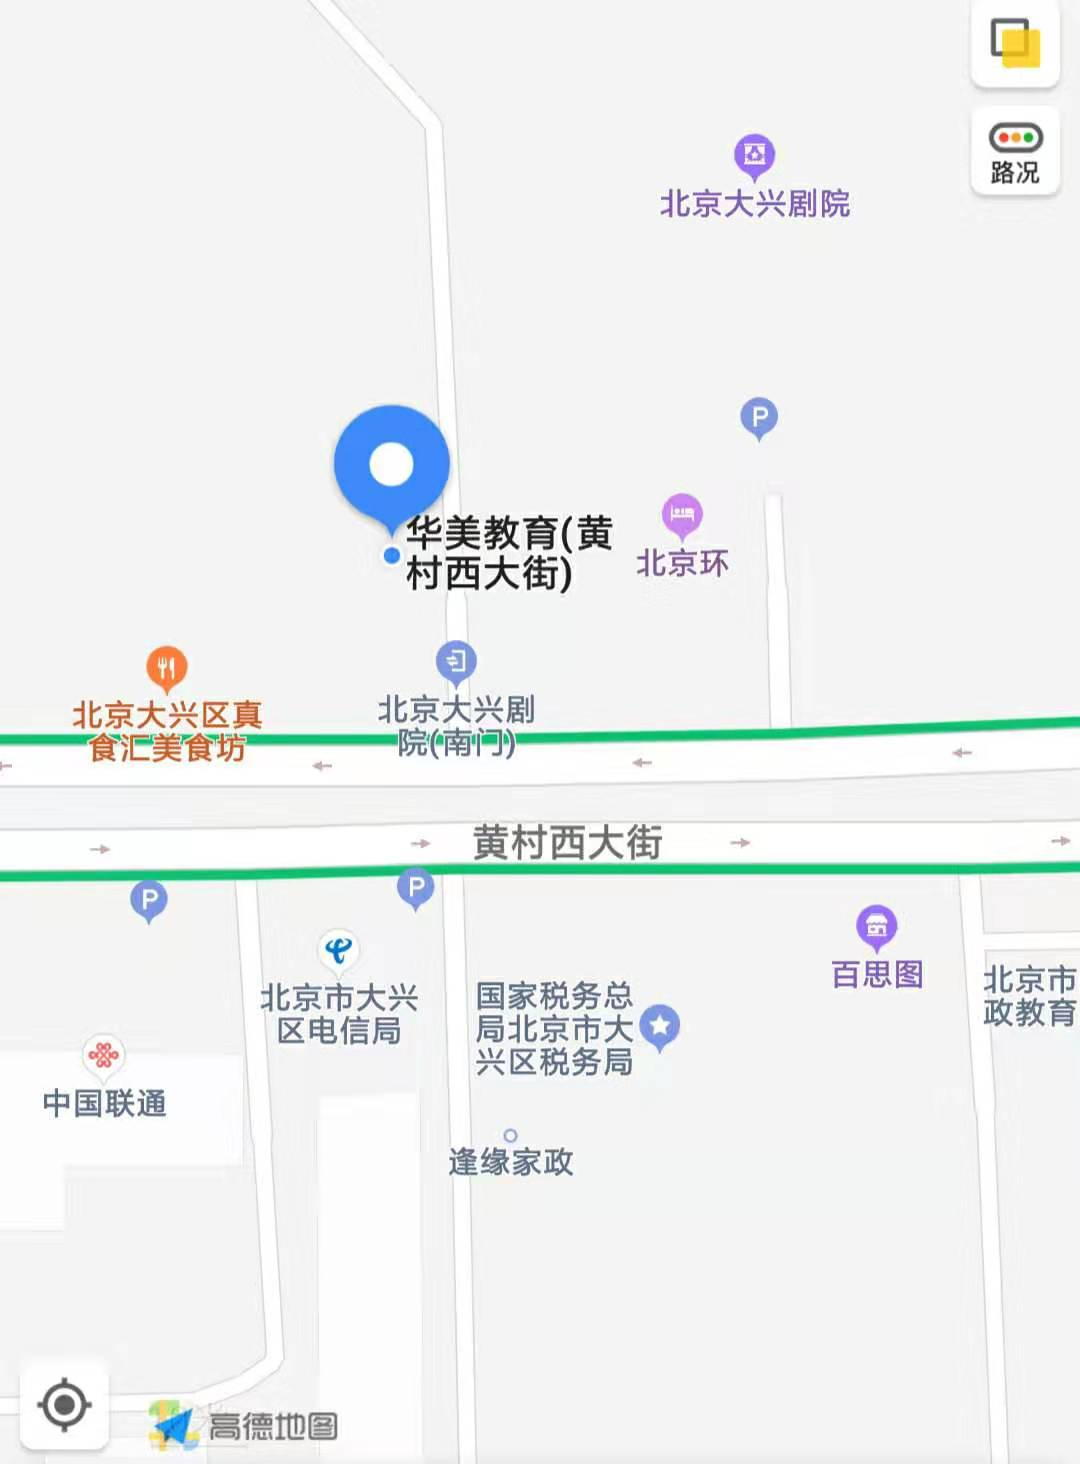 路况
北京大兴剧院
P
华美教育(黄
村西大街)
北京环
北京大兴区真
食汇美食坊
北京大兴剧
院(南门)
黄村西大街
P
P
百思图
北京市大兴
区电信局
国家税务总
局北京市大
兴区税务局
北京市
政教育
中国联通
逢缘家政
高德地图